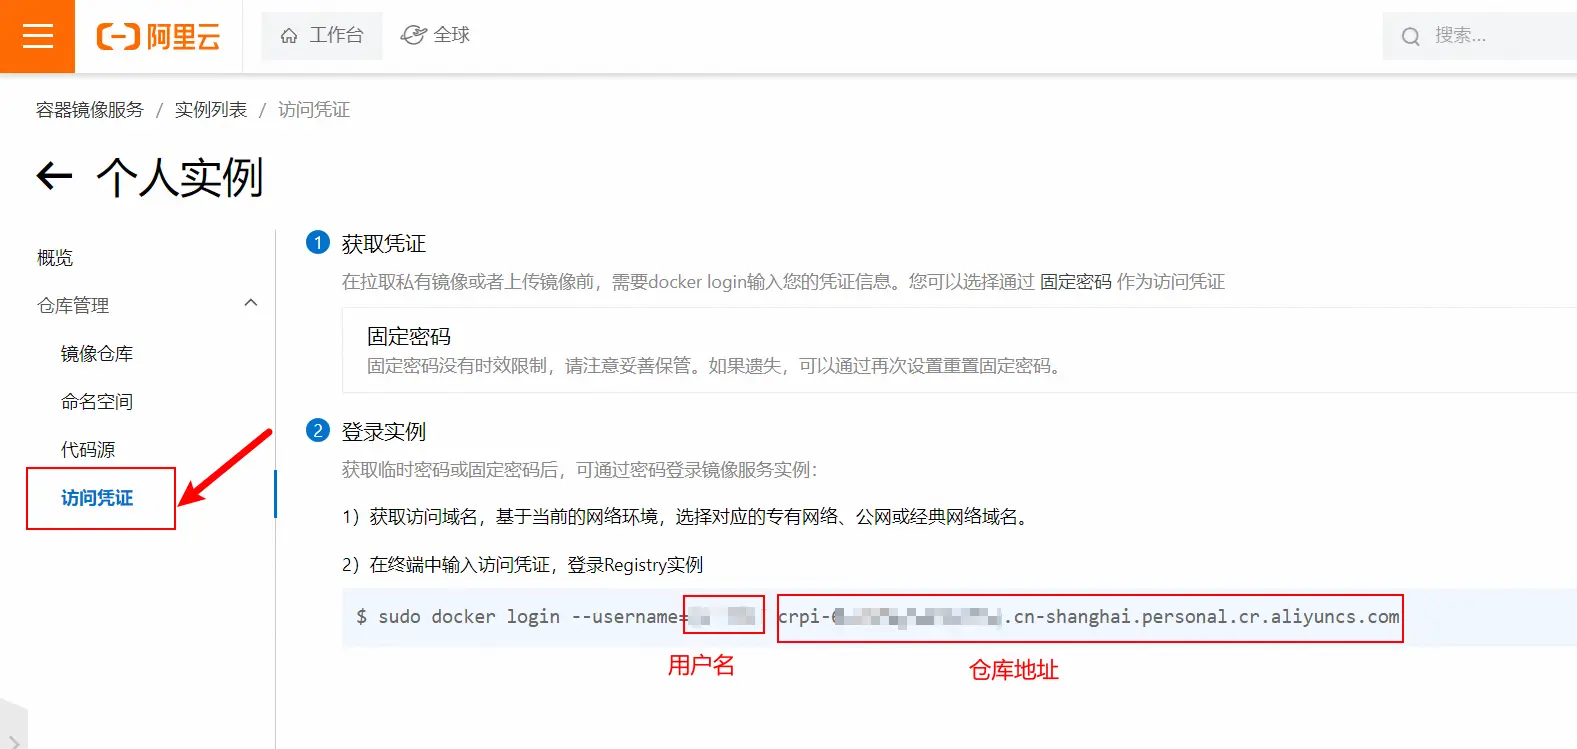 阿里云
工作台
全球
搜索...
容器镜像服务 / 实例列表 / 访问凭证
个人实例
概览
仓库管理
镜像仓库
命名空间
代码源
访问凭证
1 获取凭证
在拉取私有镜像或者上传镜像前，需要docker login输入您的凭证信息。您可以选择通过 固定密码 作为访问凭证
固定密码
固定密码没有时效限制，请注意妥善保管。如果遗失，可以通过再次设置重置固定密码。
2 登录实例
获取临时密码或固定密码后，可通过密码登录镜像服务实例：
1）获取访问域名，基于当前的网络环境，选择对应的专有网络、公网或经典网络域名。
2）在终端中输入访问凭证，登录Registry实例
$ sudo docker login --username= crpi- .cn-shanghai.personal.cr.aliyuncs.com
用户名
仓库地址